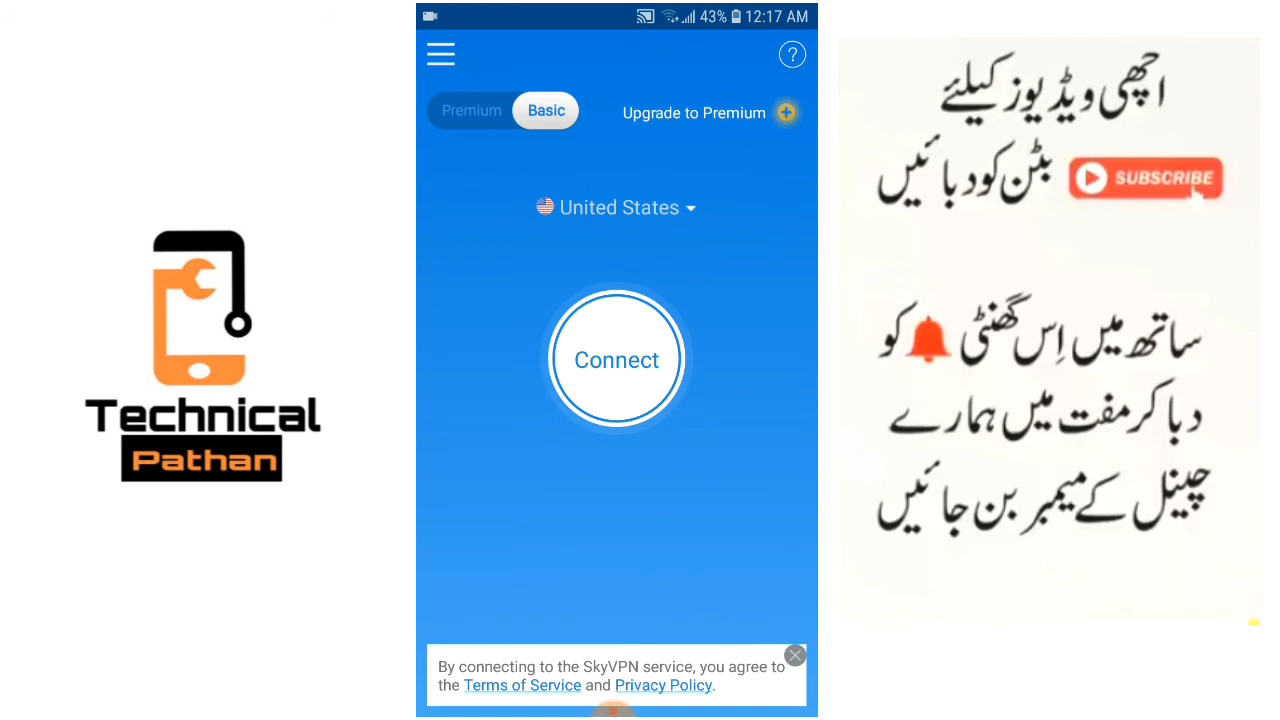 Technical
Pathan
43% 12:17 AM
?
Premium Basic
Upgrade to Premium +
United States
Connect
By connecting to the SkyVPN service, you agree to
the Terms of Service and Privacy Policy.
اچھی ویڈیوز کیلئے
بٹن کو دبائیں SUBSCRIBE
ساتھ میں اِس گھنٹی کو
دبا کر مفت میں ہمارے
چینل کے میمبر بن جائیں